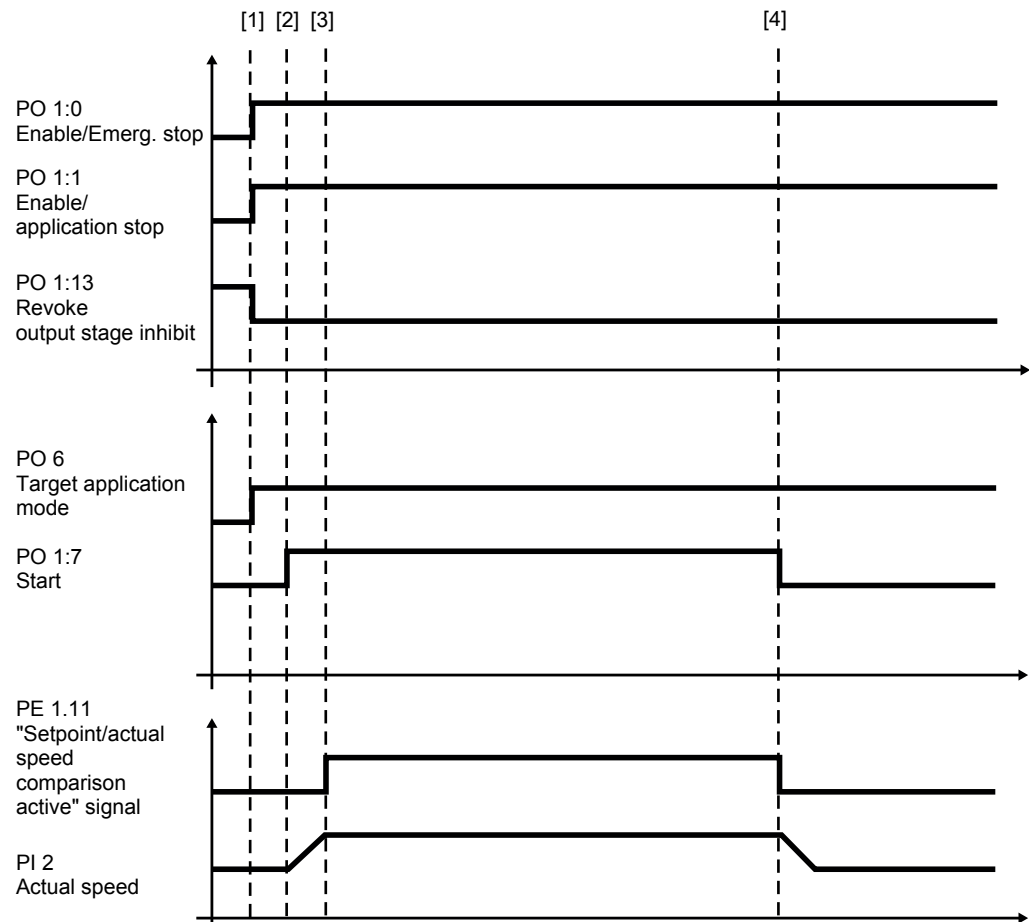 [1] [2] [3] [4]
PO 1:0
Enable/Emerg. stop
PO 1:1
Enable/
application stop
PO 1:13
Revoke
output stage inhibit
PO 6
Target application
mode
PO 1:7
Start
PE 1.11
"Setpoint/actual
speed
comparison
active" signal
PI 2
Actual speed